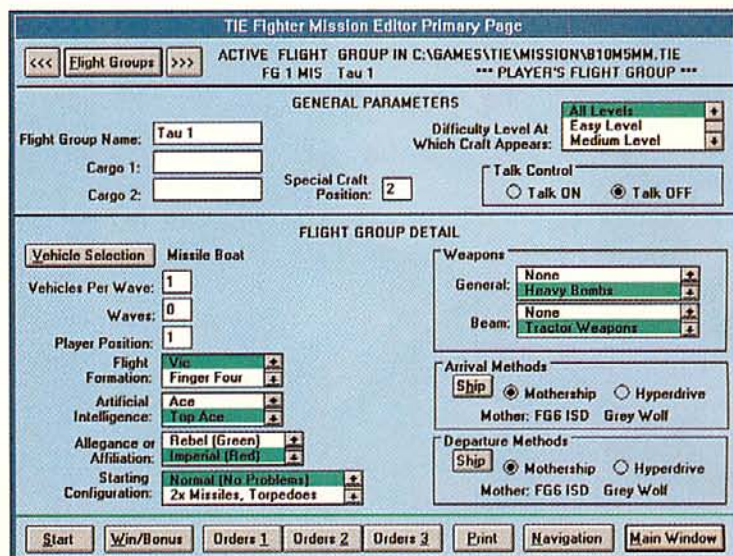 TIE Fighter Mission Editor Primary Page
<<< Flight Groups >>> ACTIVE FLIGHT GROUP IN C:\GAMES\TIE\MISSION\B10M5MM.TIE
FG 1 MIS Tau 1 *** PLAYER'S FLIGHT GROUP ***
GENERAL PARAMETERS
Flight Group Name: Tau 1
Cargo 1:
Cargo 2:
Special Craft Position: 2
Difficulty Level At Which Craft Appears:
All Levels
Easy Level
Medium Level
Talk Control
Talk ON Talk OFF
FLIGHT GROUP DETAIL
Vehicle Selection Missile Boat
Vehicles Per Wave: 1
Waves: 0
Player Position: 1
Flight Formation:
Vic
Finger Four
Artificial Intelligence:
Ace
Top Ace
Allegance or Affiliation:
Rebel (Green)
Imperial (Red)
Starting Configuration:
Normal (No Problems)
2x Missiles, Torpedoes
Weapons
General:
None
Heavy Bombs
Beam:
None
Tractor Weapons
Arrival Methods
Ship Mothership Hyperdrive
Mother: FG6 ISD Grey Wolf
Departure Methods
Ship Mothership Hyperdrive
Mother: FG6 ISD Grey Wolf
Start Win/Bonus Orders 1 Orders 2 Orders 3 Print Navigation Main Window